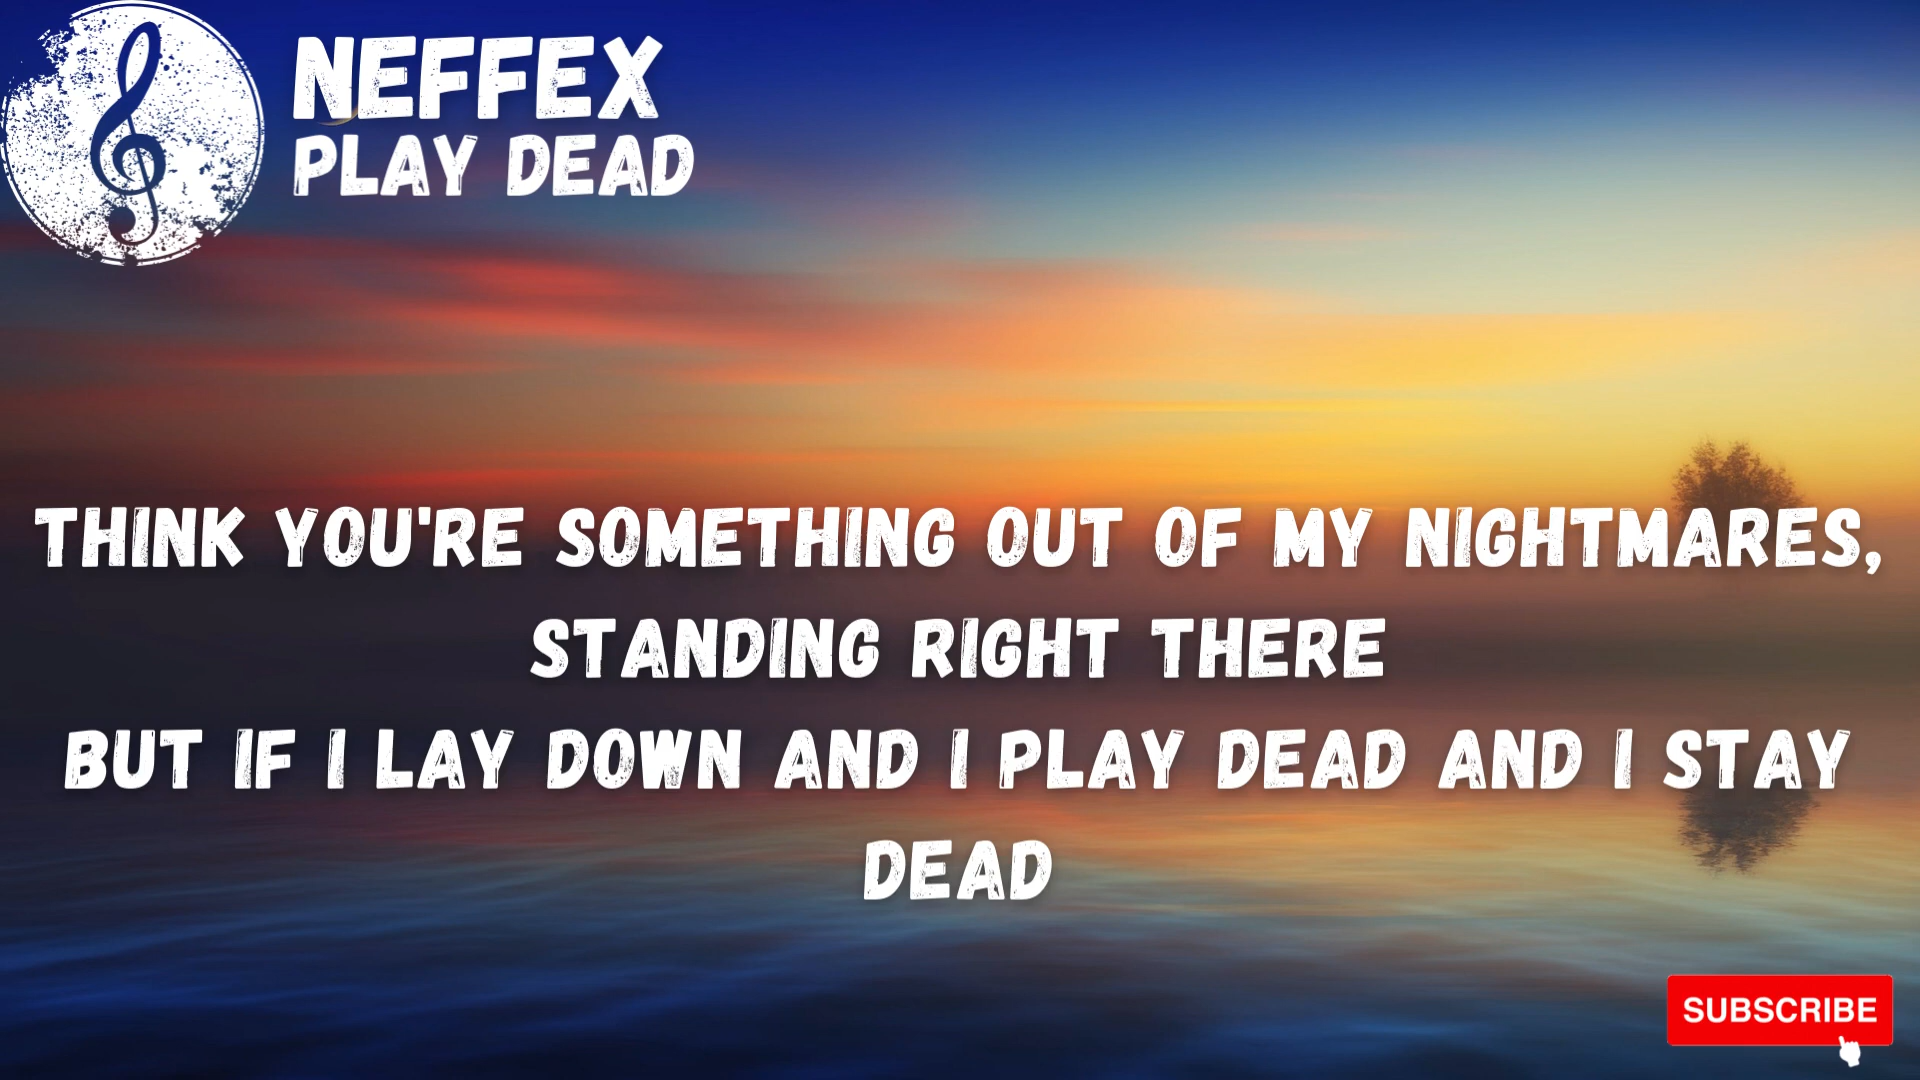 NEFFEX
PLAY DEAD
THINK YOU'RE SOMETHING OUT OF MY NIGHTMARES,
STANDING RIGHT THERE
BUT IF I LAY DOWN AND I PLAY DEAD AND I STAY
DEAD
SUBSCRIBE